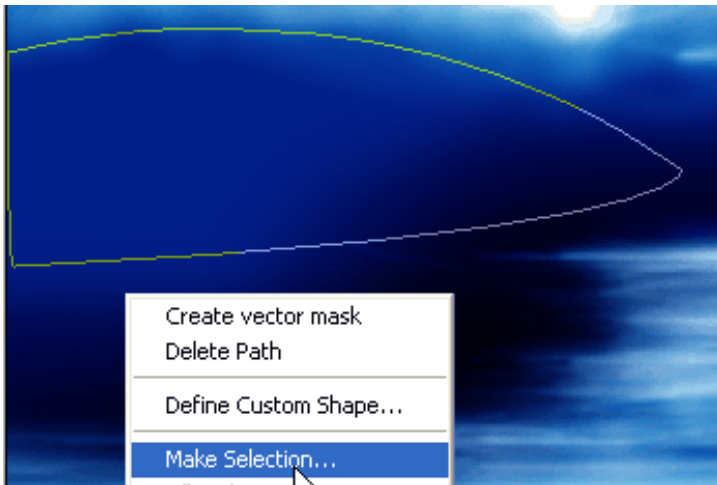 Create vector mask
Delete Path
Define Custom Shape...
Make Selection...